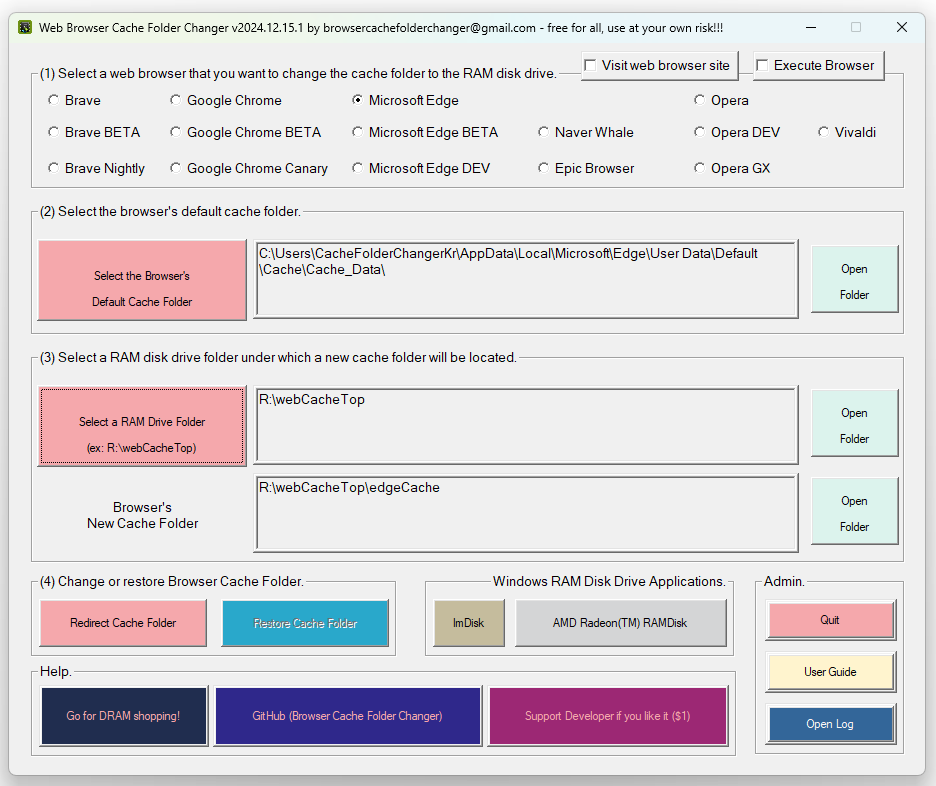 Web Browser Cache Folder Changer v2024.12.15.1 by browsercachefolderchanger@gmail.com - free for all, use at your own risk!!!
(1) Select a web browser that you want to change the cache folder to the RAM disk drive.
Visit web browser site
Execute Browser
Brave
Google Chrome
Microsoft Edge
Opera
Brave BETA
Google Chrome BETA
Microsoft Edge BETA
Naver Whale
Opera DEV
Vivaldi
Brave Nightly
Google Chrome Canary
Microsoft Edge DEV
Epic Browser
Opera GX
(2) Select the browser's default cache folder.
Select the Browser's
Default Cache Folder
C:\Users\CacheFolderChangerKr\AppData\Local\Microsoft\Edge\User Data\Default
\Cache\Cache_Data\
Open
Folder
(3) Select a RAM disk drive folder under which a new cache folder will be located.
Select a RAM Drive Folder
(ex: R:\webCacheTop)
R:\webCacheTop
Open
Folder
Browser's
New Cache Folder
R:\webCacheTop\edgeCache
Open
Folder
(4) Change or restore Browser Cache Folder.
Redirect Cache Folder
Restore Cache Folder
Windows RAM Disk Drive Applications.
ImDisk
AMD Radeon(TM) RAMDisk
Admin.
Quit
User Guide
Open Log
Help.
Go for DRAM shopping!
GitHub (Browser Cache Folder Changer)
Support Developer if you like it ($1)